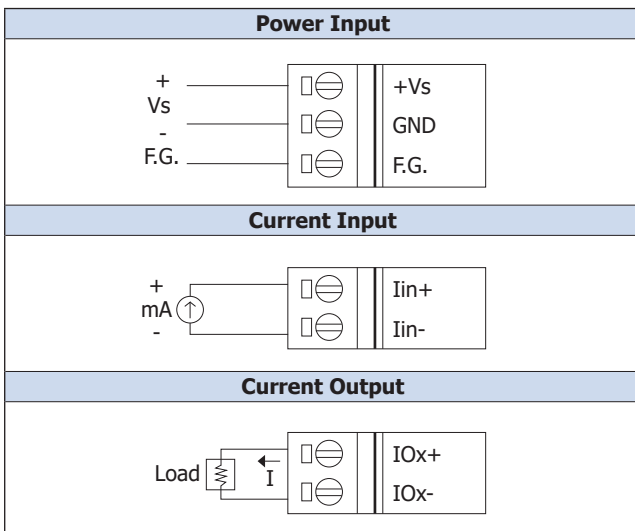 Power Input
+
Vs
-
F.G.
+Vs
GND
F.G.
Current Input
+
mA
-
Iin+
Iin-
Current Output
Load
I
IOx+
IOx-